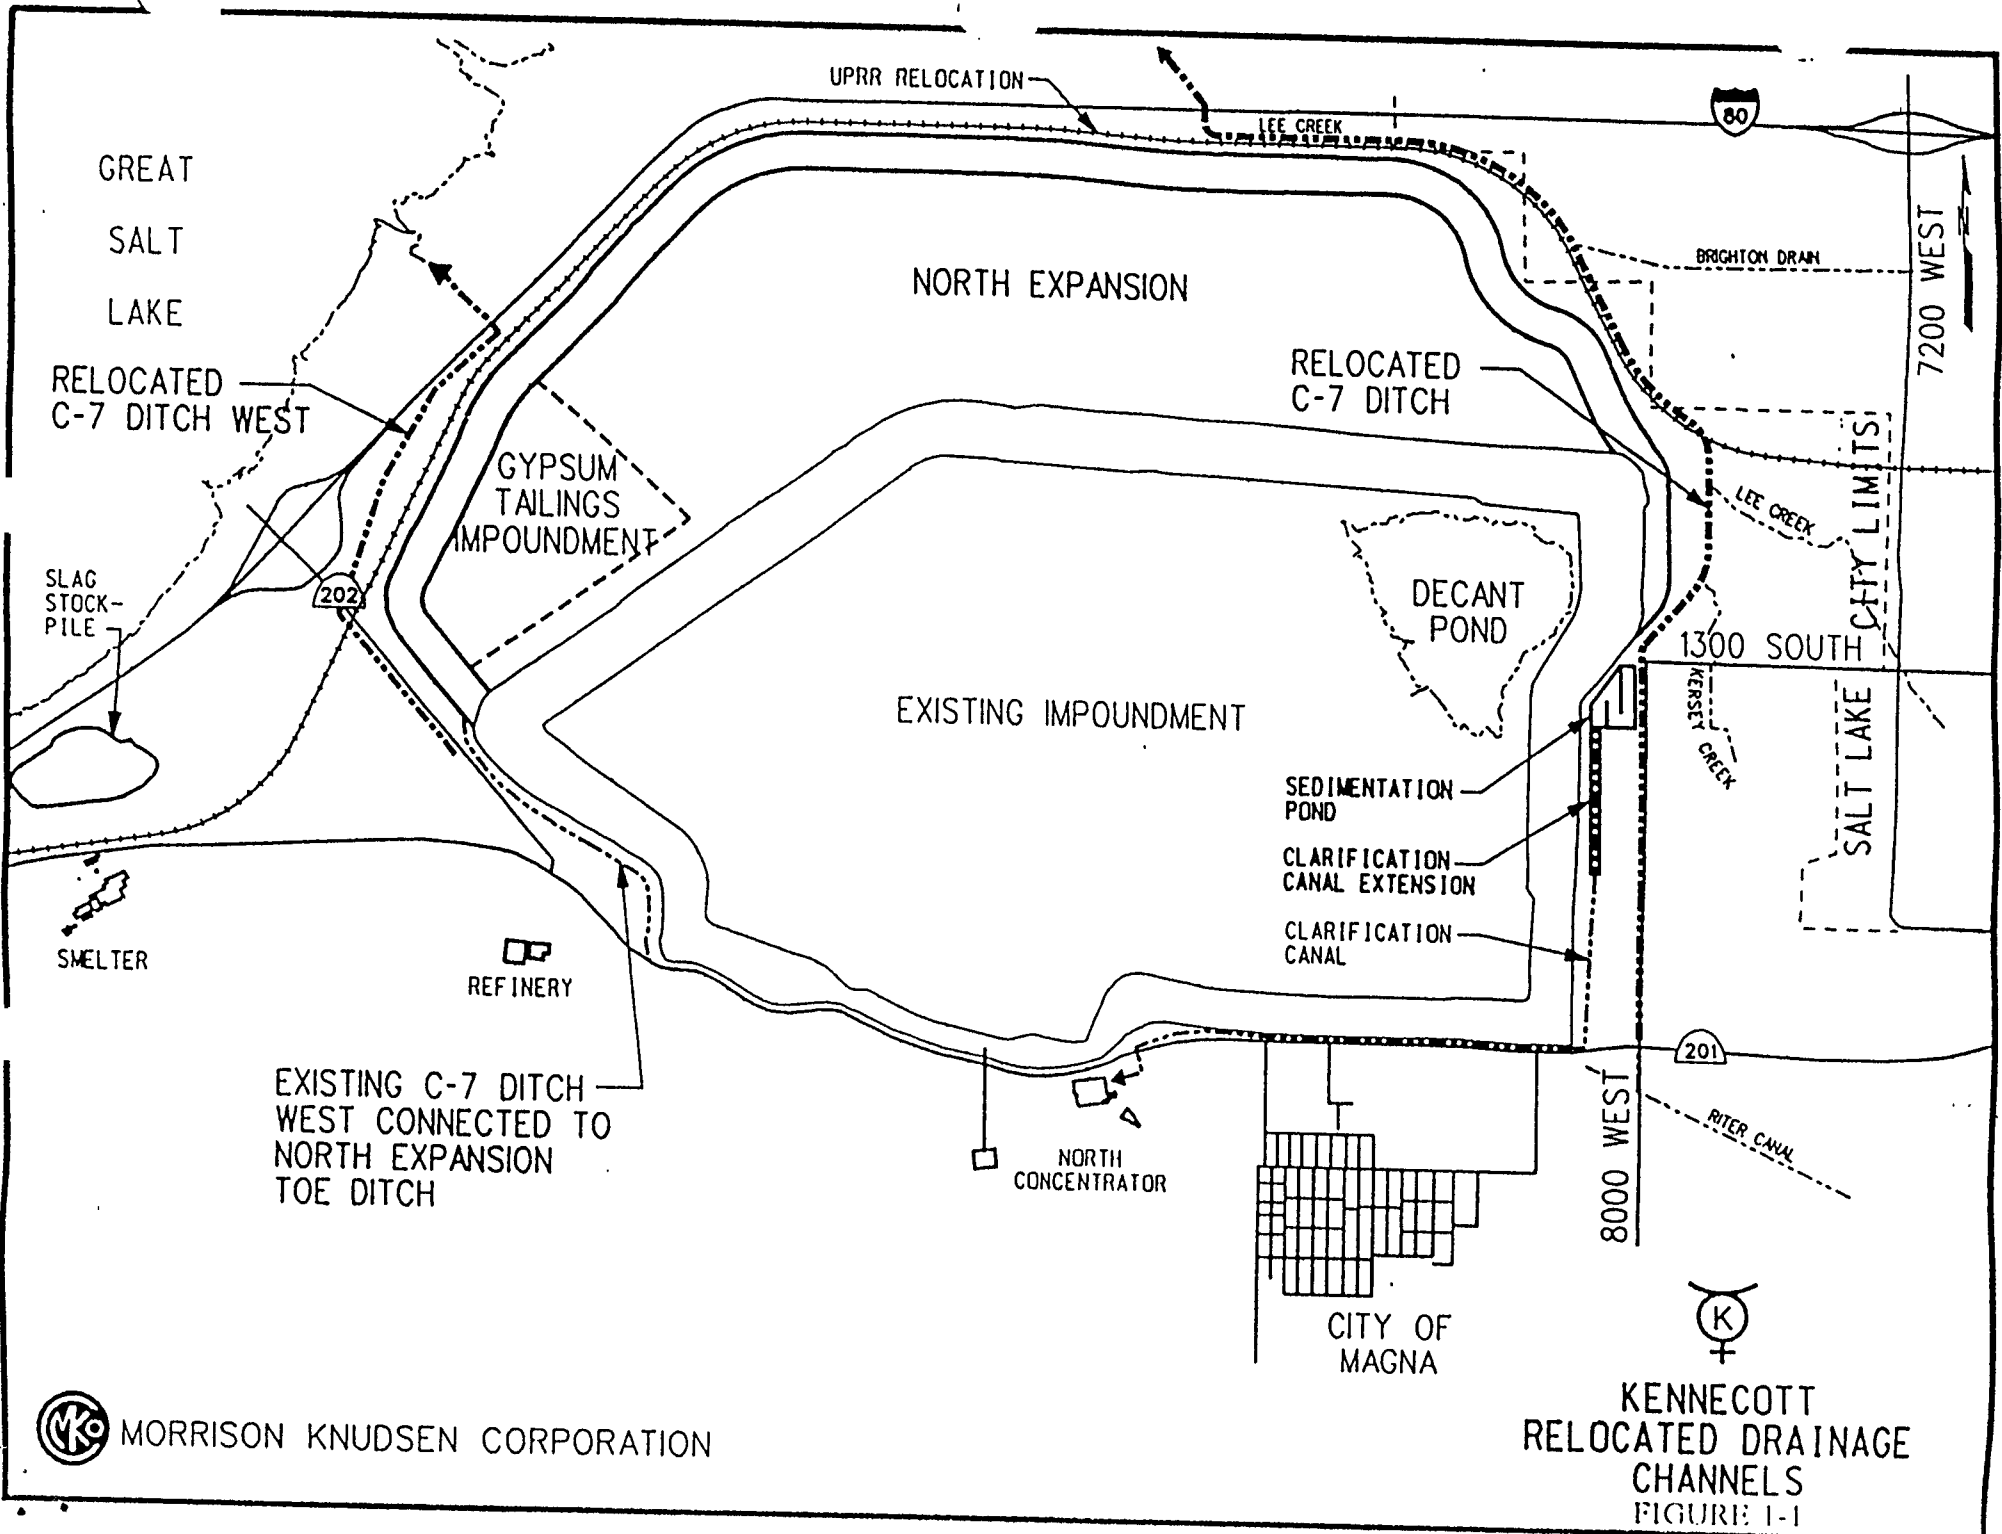 UPRR RELOCATION
LEE CREEK
80
GREAT
SALT
LAKE
NORTH EXPANSION
BRIGHTON DRAIN
7200 WEST
N
RELOCATED
C-7 DITCH WEST
RELOCATED
C-7 DITCH
GYPSUM
TAILINGS
IMPOUNDMENT
LEE CREEK
SALT LAKE CITY LIMITS
SLAG
STOCK-
PILE
202
DECANT
POND
1300 SOUTH
KERSEY CREEK
EXISTING IMPOUNDMENT
SEDIMENTATION
POND
CLARIFICATION
CANAL EXTENSION
CLARIFICATION
CANAL
SMELTER
REFINERY
201
EXISTING C-7 DITCH
WEST CONNECTED TO
NORTH EXPANSION
TOE DITCH
NORTH
CONCENTRATOR
8000 WEST
RITER CANAL
CITY OF
MAGNA
K
MKCO
MORRISON KNUDSEN CORPORATION
KENNECOTT
RELOCATED DRAINAGE
CHANNELS
FIGURE 1-1